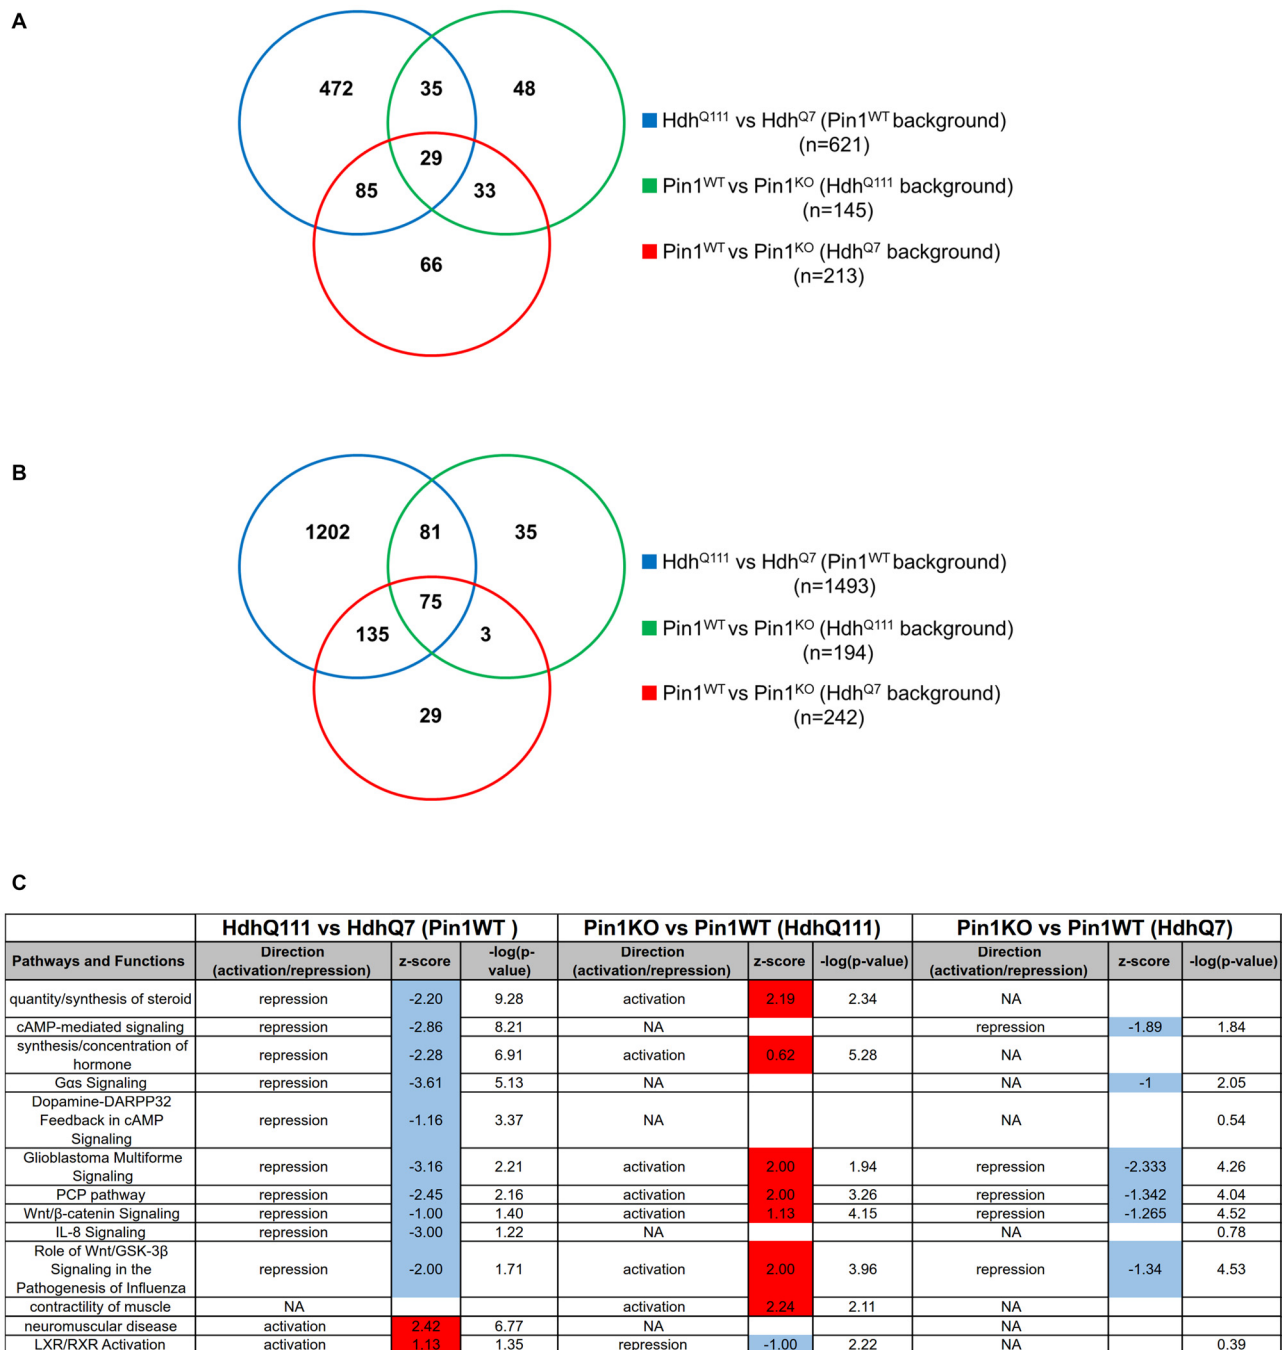 A
472
35
48
29
85
33
66
Hdh^Q111 vs Hdh^Q7 (Pin1^WT background)
(n=621)
Pin1^WT vs Pin1^KO (Hdh^Q111 background)
(n=145)
Pin1^WT vs Pin1^KO (Hdh^Q7 background)
(n=213)
B
1202
81
35
75
135
3
29
Hdh^Q111 vs Hdh^Q7 (Pin1^WT background)
(n=1493)
Pin1^WT vs Pin1^KO (Hdh^Q111 background)
(n=194)
Pin1^WT vs Pin1^KO (Hdh^Q7 background)
(n=242)
C
HdhQ111 vs HdhQ7 (Pin1WT ) Pin1KO vs Pin1WT (HdhQ111) Pin1KO vs Pin1WT (HdhQ7)
Pathways and Functions Direction (activation/repression) z-score -log(p-value) Direction (activation/repression) z-score -log(p-value) Direction (activation/repression) z-score -log(p-value)
quantity/synthesis of steroid repression -2.20 9.28 activation 2.19 2.34 NA
cAMP-mediated signaling repression -2.86 8.21 NA repression -1.89 1.84
synthesis/concentration of hormone repression -2.28 6.91 activation 0.62 5.28 NA
Gαs Signaling repression -3.61 5.13 NA NA -1 2.05
Dopamine-DARPP32 Feedback in cAMP Signaling repression -1.16 3.37 NA NA 0.54
Glioblastoma Multiforme Signaling repression -3.16 2.21 activation 2.00 1.94 repression -2.333 4.26
PCP pathway repression -2.45 2.16 activation 2.00 3.26 repression -1.342 4.04
Wnt/β-catenin Signaling repression -1.00 1.40 activation 1.13 4.15 repression -1.265 4.52
IL-8 Signaling repression -3.00 1.22 NA NA 0.78
Role of Wnt/GSK-3β Signaling in the Pathogenesis of Influenza repression -2.00 1.71 activation 2.00 3.96 repression -1.34 4.53
contractility of muscle NA activation 2.24 2.11 NA
neuromuscular disease activation 2.42 6.77 NA NA
LXR/RXR Activation activation 1.13 1.35 repression -1.00 2.22 NA 0.39